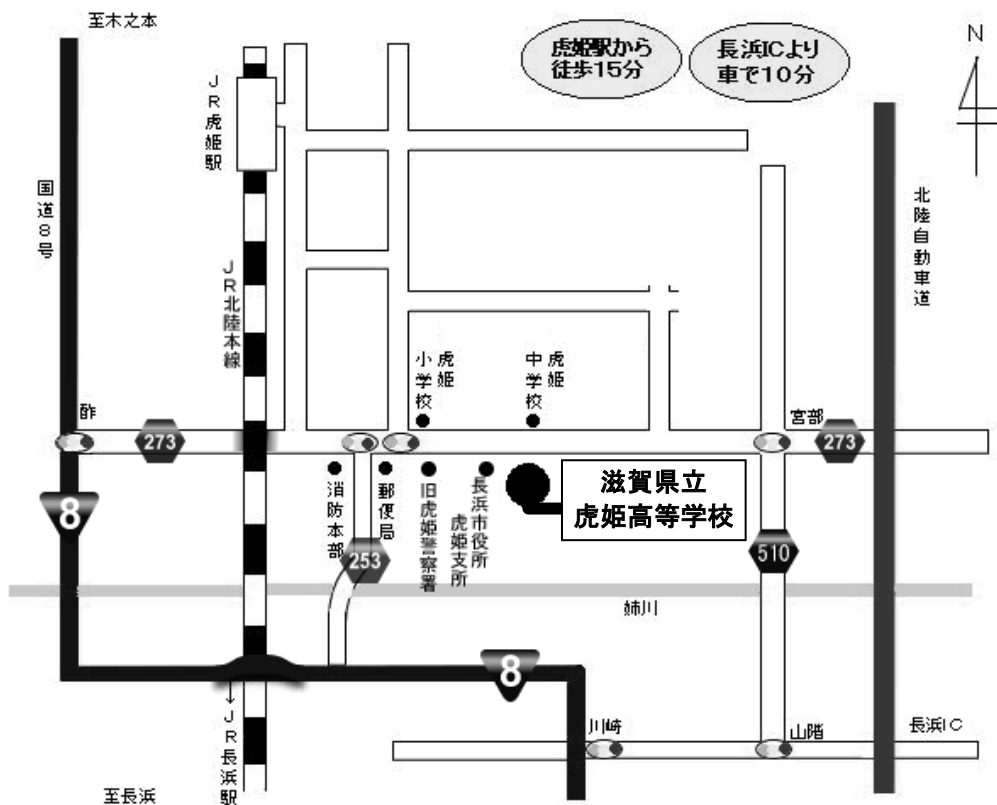 至木之本
虎姫駅から
徒歩15分
長浜ICより
車で10分
N
JR虎姫駅
国道8号
北陸自動車道
JR北陸本線
虎姫
小学校
虎姫
中学校
酢
宮部
273
273
滋賀県立
虎姫高等学校
消防本部
郵便局
旧虎姫警察署
長浜市役所
虎姫支所
8
253
510
姉川
8
川崎
山階
長浜IC
→JR長浜駅
至長浜